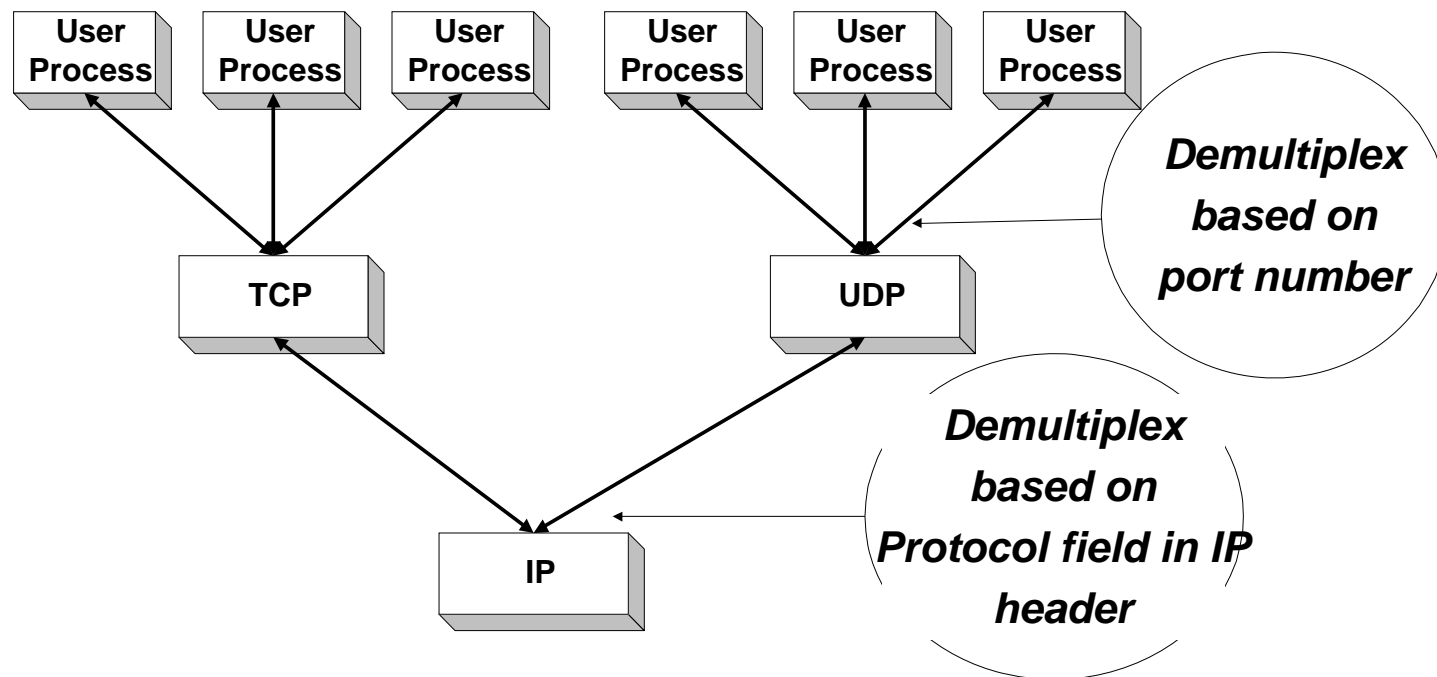 User
Process
User
Process
User
Process
User
Process
User
Process
User
Process
Demultiplex
based on
port number
TCP
UDP
Demultiplex
based on
Protocol field in IP
header
IP